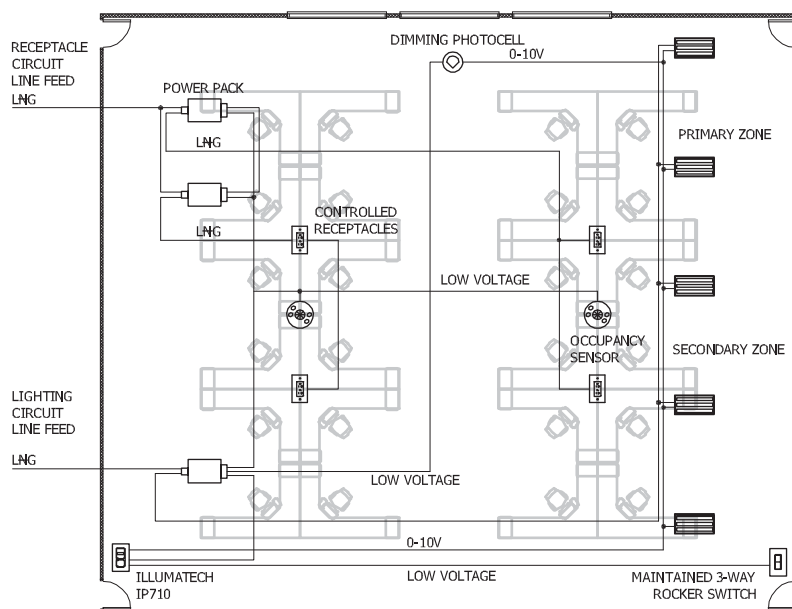 RECEPTACLE
CIRCUIT
LINE FEED
LNG
POWER PACK
DIMMING PHOTOCELL
0-10V
PRIMARY ZONE
LNG
CONTROLLED
RECEPTACLES
LNG
LOW VOLTAGE
OCCUPANCY
SENSOR
SECONDARY ZONE
LIGHTING
CIRCUIT
LINE FEED
LNG
LOW VOLTAGE
0-10V
ILLUMATECH
IP710
LOW VOLTAGE
MAINTAINED 3-WAY
ROCKER SWITCH